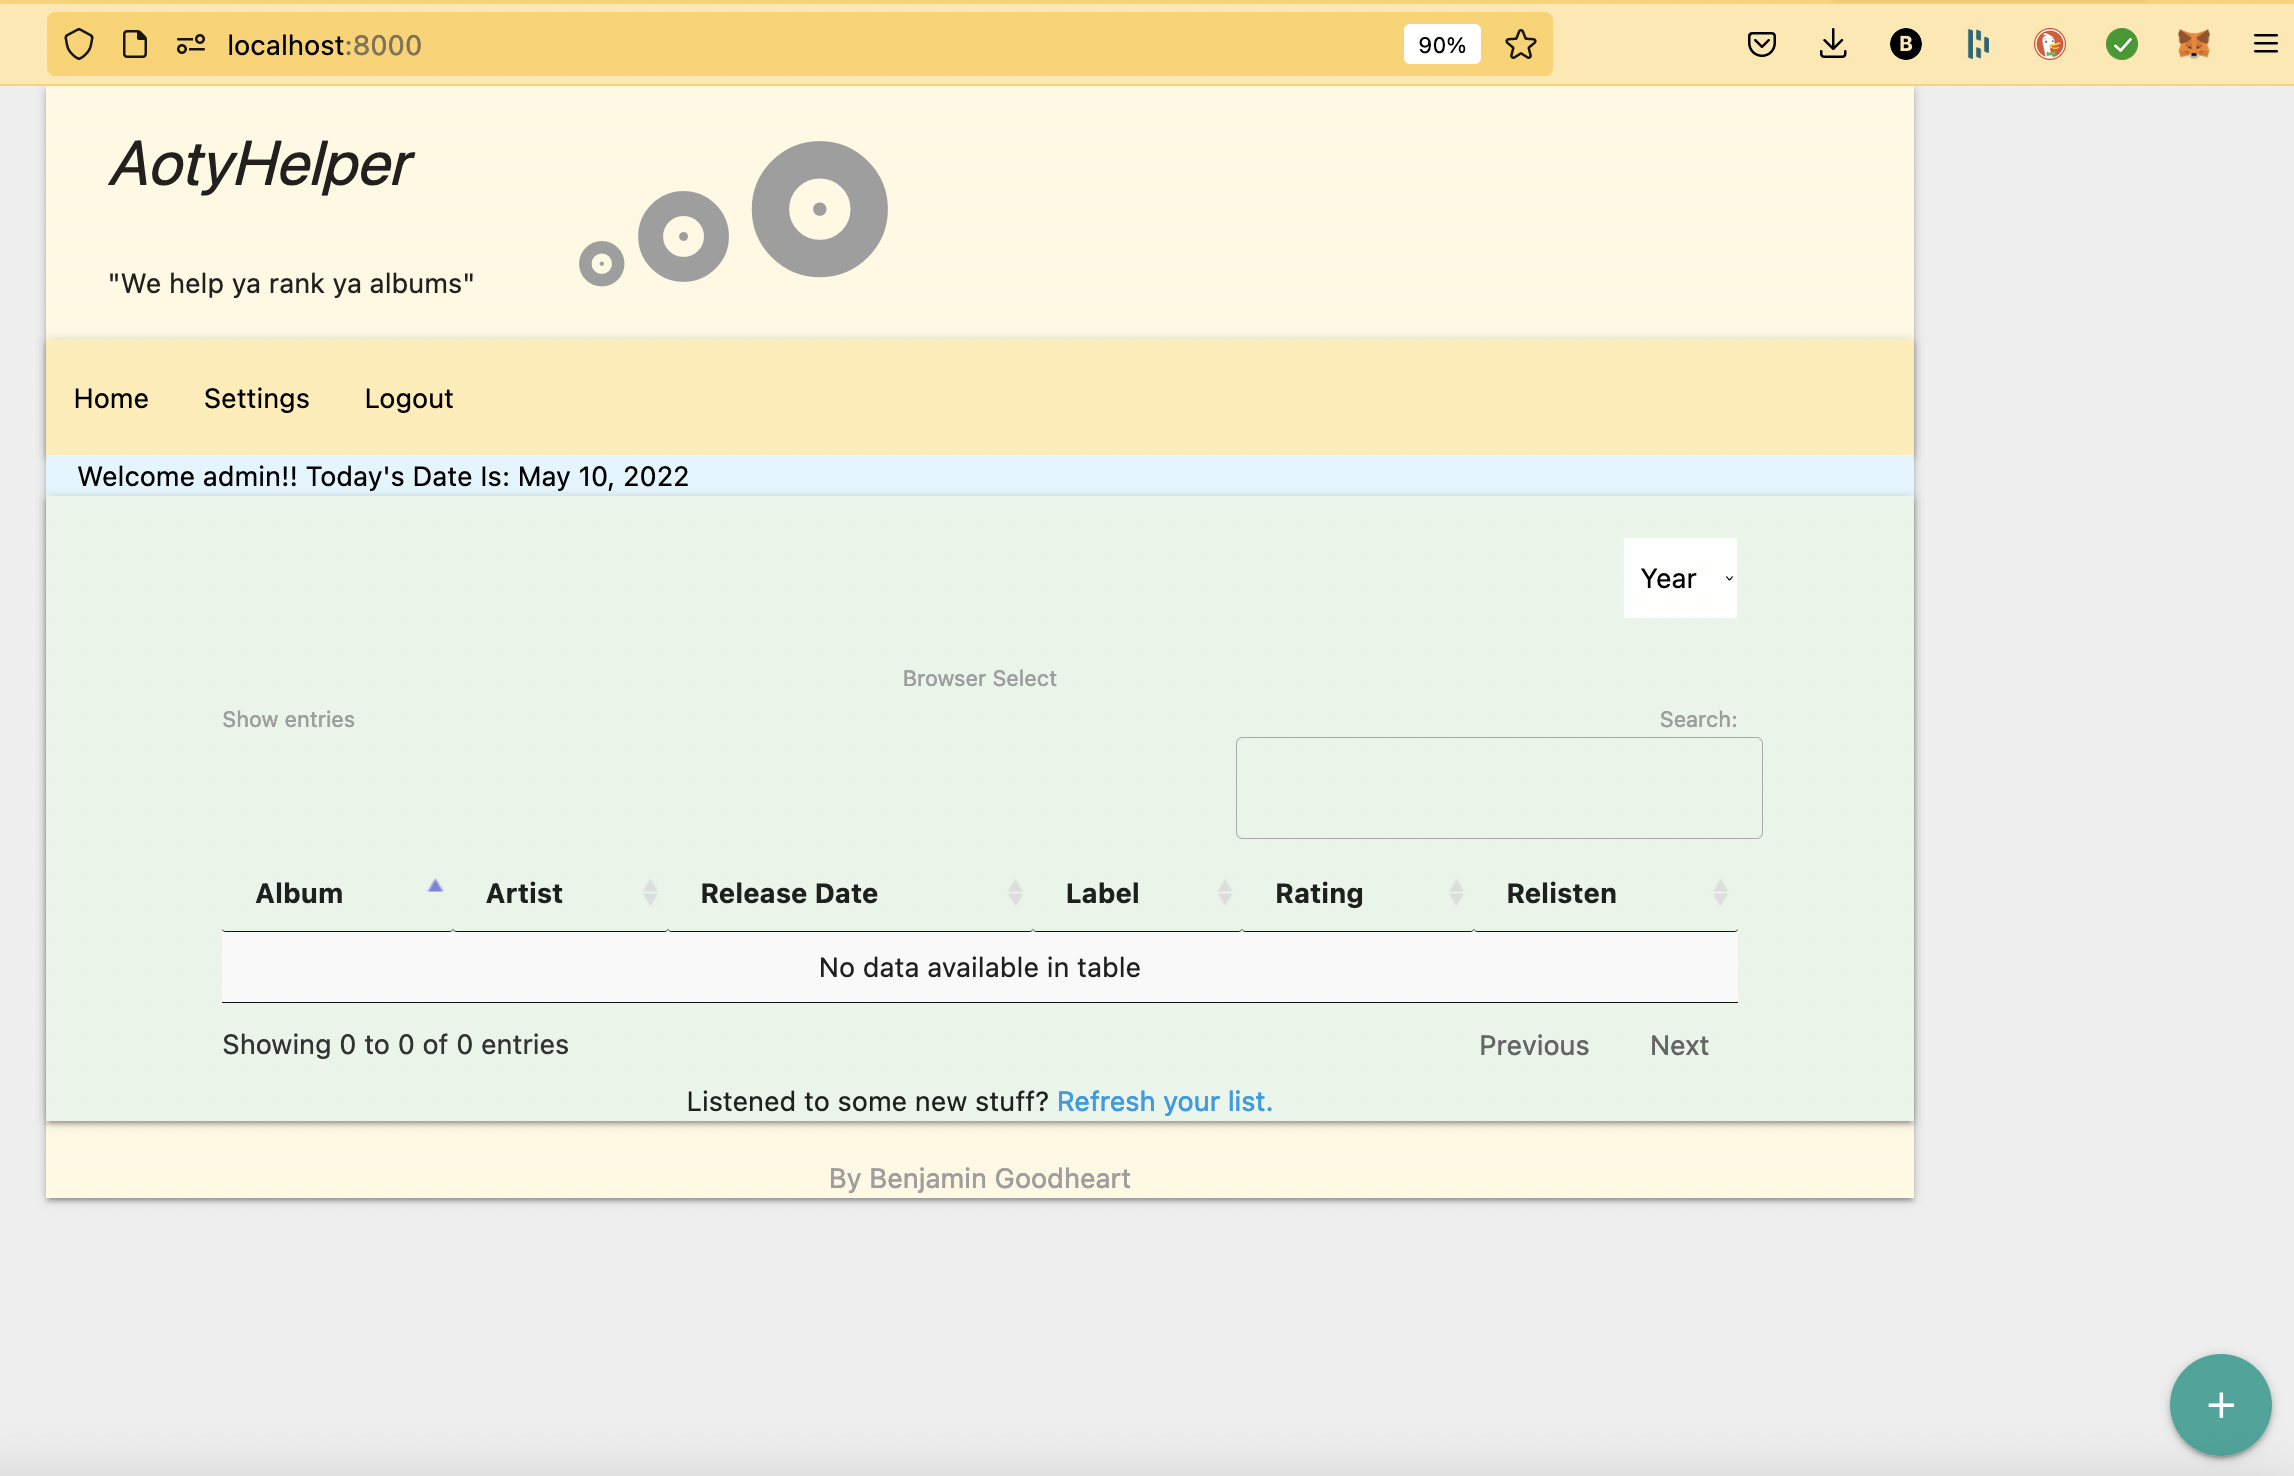 localhost:8000
90%
B
AotyHelper
"We help ya rank ya albums"
Home Settings Logout
Welcome admin!! Today's Date Is: May 10, 2022
Year
Browser Select
Show entries Search:
Album Artist Release Date Label Rating Relisten
No data available in table
Showing 0 to 0 of 0 entries Previous Next
Listened to some new stuff? Refresh your list.
By Benjamin Goodheart
+